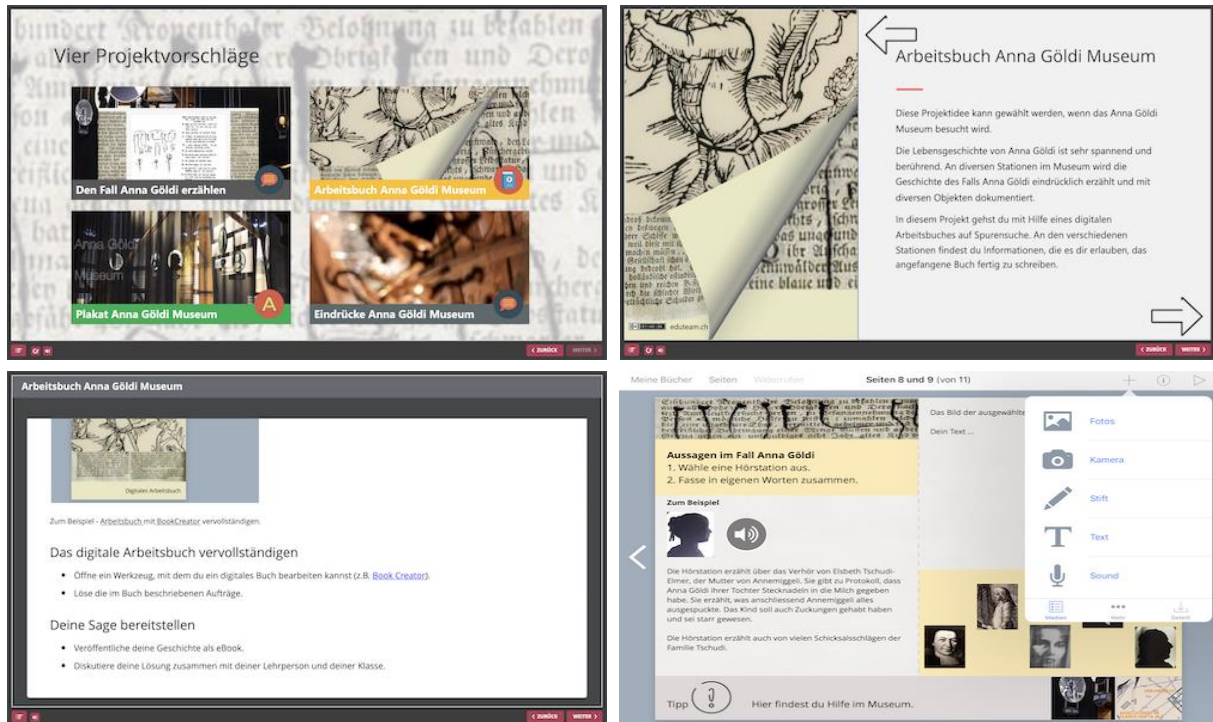 Vier Projektvorschläge
Den Fall Anna Göldi erzählen
Arbeitsbuch Anna Göldi Museum
Anna Göldi
Museum
Plakat Anna Göldi Museum
A
Eindrücke Anna Göldi Museum
< ZURÜCK WEITER >
Arbeitsbuch Anna Göldi Museum
Diese Projektidee kann gewählt werden, wenn das Anna Göldi
Museum besucht wird.
Die Lebensgeschichte von Anna Göldi ist sehr spannend und
berührend. An diversen Stationen im Museum wird die
Geschichte des Falls Anna Göldi eindrücklich erzählt und mit
diversen Objekten dokumentiert.
In diesem Projekt gehst du mit Hilfe eines digitalen
Arbeitsbuches auf Spurensuche. An den verschiedenen
Stationen findest du Informationen, die es dir erlauben, das
angefangene Buch fertig zu schreiben.
eduteam.ch
< ZURÜCK WEITER >
Arbeitsbuch Anna Göldi Museum
Digitales Arbeitsbuch
Zum Beispiel - Arbeitsbuch mit BookCreator vervollständigen.
Das digitale Arbeitsbuch vervollständigen
• Öffne ein Werkzeug, mit dem du ein digitales Buch bearbeiten kannst (z.B. Book Creator).
• Löse die im Buch beschriebenen Aufträge.
Deine Sage bereitstellen
• Veröffentliche deine Geschichte als eBook.
• Diskutiere deine Lösung zusammen mit deiner Lehrperson und deiner Klasse.
< ZURÜCK WEITER >
Meine Bücher Seiten Widerrufen Seiten 8 und 9 (von 11)
Aussagen im Fall Anna Göldi
1. Wähle eine Hörstation aus.
2. Fasse in eigenen Worten zusammen.
Zum Beispiel
Die Hörstation erzählt über das Verhör von Elsbeth Tschudi-
Elmer, der Mutter von Annemiggeli. Sie gibt zu Protokoll, dass
Anna Göldi ihrer Tochter Stecknadeln in die Milch gegeben
habe. Sie erzählt, was anschliessend Annemiggeli alles
ausgespuckte. Das Kind soll auch Zuckungen gehabt haben
und sei starr gewesen.
Die Hörstation erzählt auch von vielen Schicksalsschlägen der
Familie Tschudi.
Tipp
Hier findest du Hilfe im Museum.
Das Bild der ausgewählte
Dein Text ...
Fotos
Kamera
Stift
Text
Sound
Medien Mehr